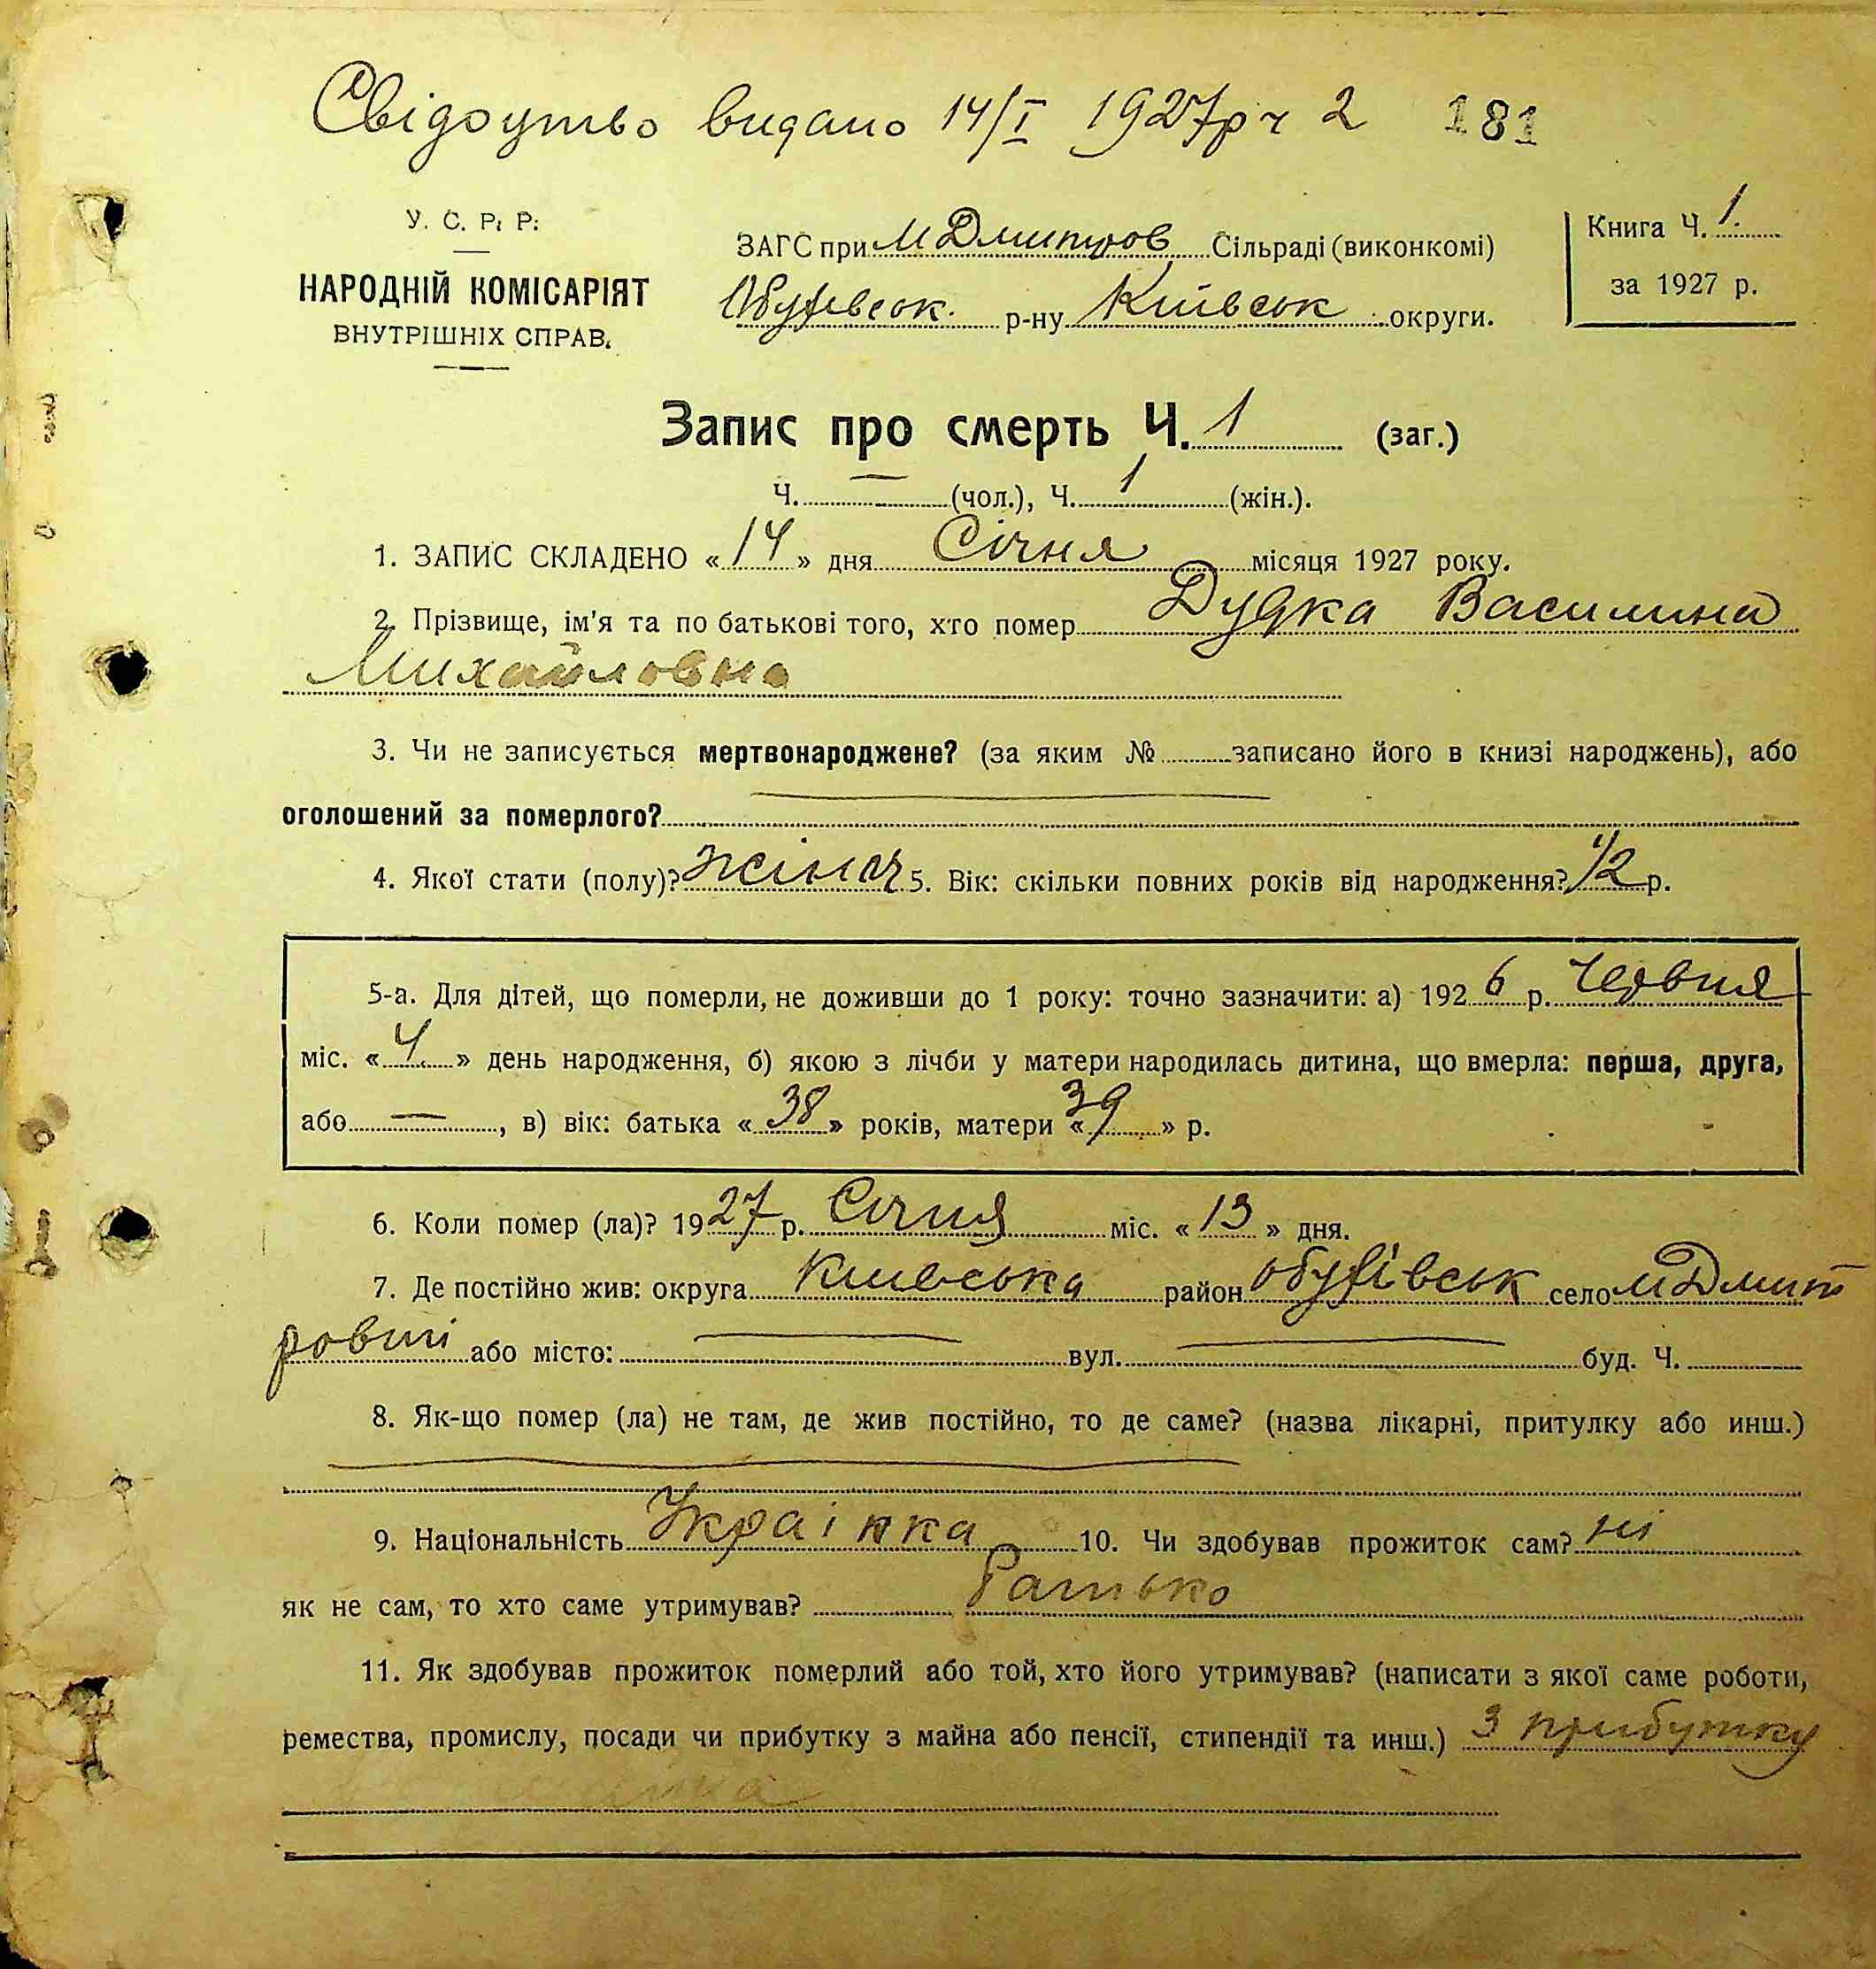 Свідоцтво видано 14/I 1927р ч 2 181
У. С. Р. Р.
НАРОДНІЙ КОМІСАРІЯТ
ВНУТРІШНІХ СПРАВ.
ЗАГС при М Дмитров Сільраді (виконкомі)
Обухівськ. р-ну Київськ округи.
Книга Ч. 1.
за 1927 р.
Запис про смерть Ч. 1 (заг.)
Ч. — (чол.), Ч. 1 (жін.).
1. ЗАПИС СКЛАДЕНО «14» дня Січня місяця 1927 року.
2. Прізвище, ім'я та по батькові того, хто помер Дудка Василина
Михайловна
3. Чи не записується мертвонароджене? (за яким № записано його в книзі народжень), або
оголошений за померлого?
4. Якої стати (полу)? жіноч 5. Вік: скільки повних років від народження? 1/2 р.
5-а. Для дітей, що померли, не доживши до 1 року: точно зазначити: а) 1926 р. Червня
міс. «4» день народження, б) якою з лічби у матери народилась дитина, що вмерла: перша, друга,
або — , в) вік: батька «38» років, матери «39» р.
6. Коли помер (ла)? 1927 р. Січня міс. «13» дня.
7. Де постійно жив: округа Київська район Обухівськ село М Дмит
ровці або місто: вул. буд. Ч.
8. Як-що помер (ла) не там, де жив постійно, то де саме? (назва лікарні, притулку або инш.)
9. Національність Українка 10. Чи здобував прожиток сам? ні
як не сам, то хто саме утримував? Батько
11. Як здобував прожиток померлий або той, хто його утримував? (написати з якої саме роботи,
ремества, промислу, посади чи прибутку з майна або пенсії, стипендії та инш.) З прибутку